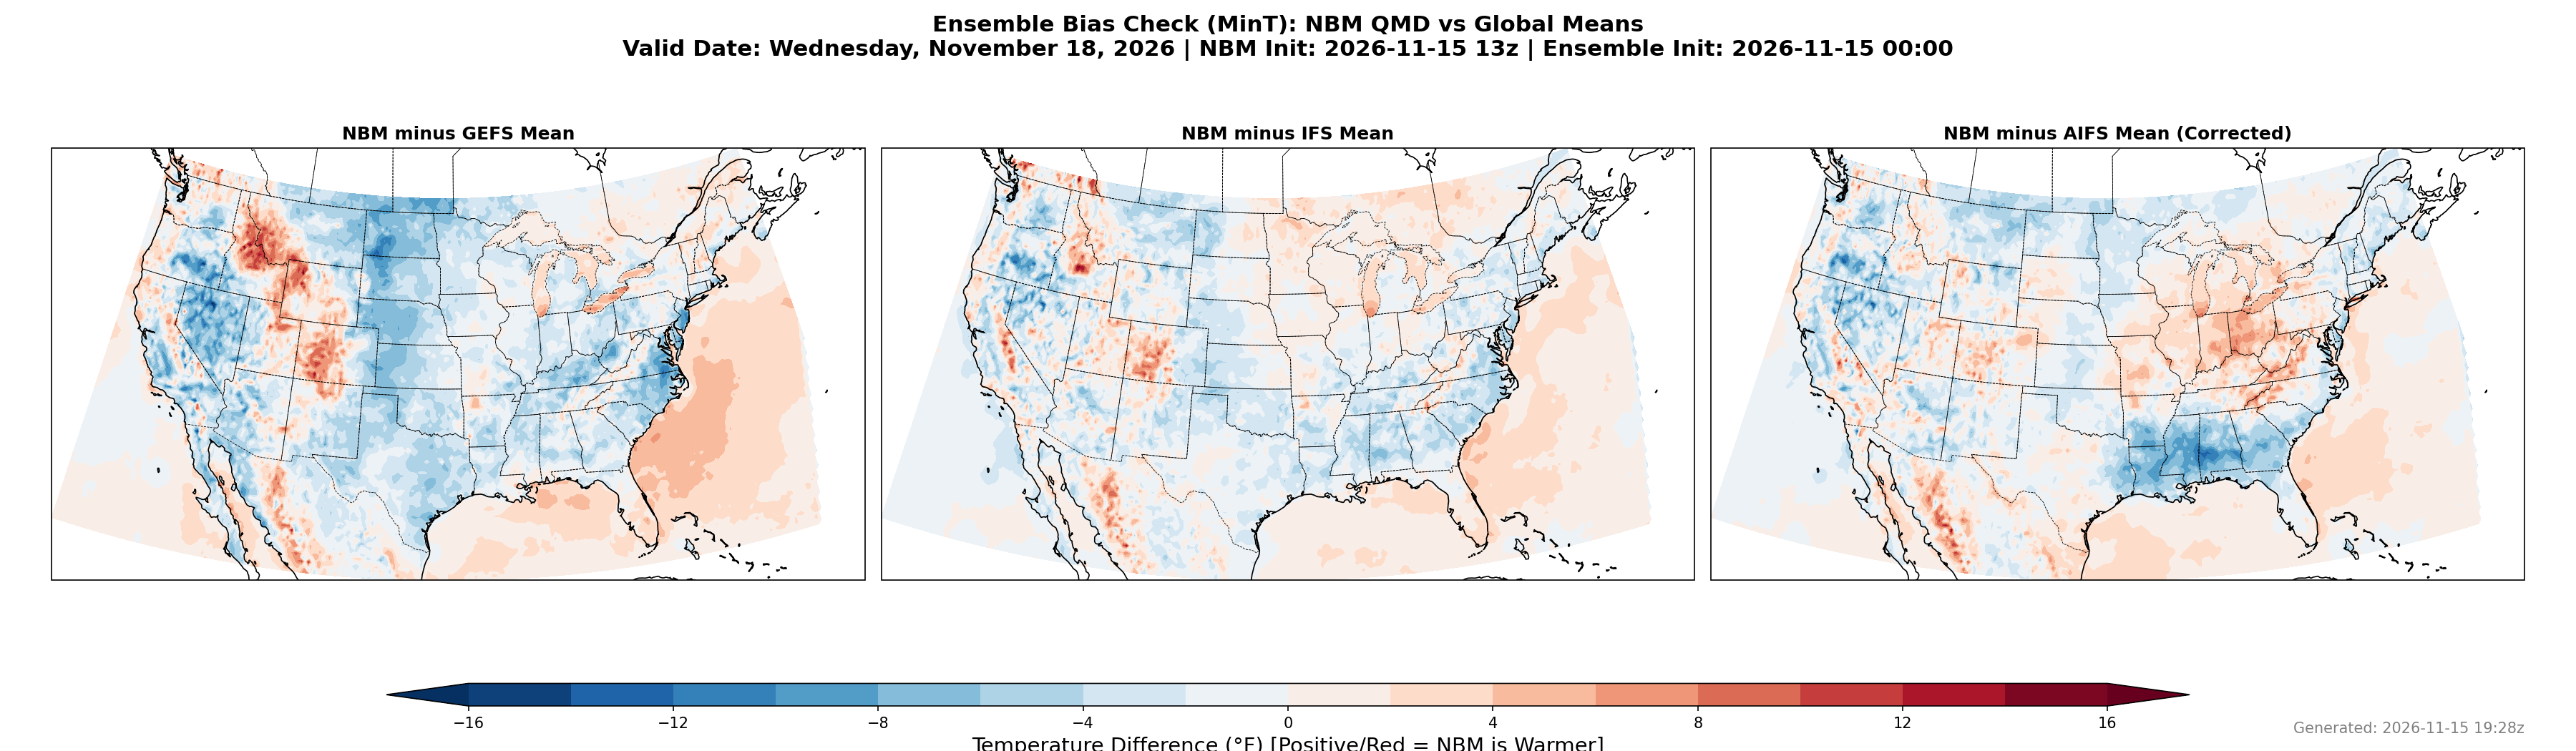 Ensemble Bias Check (MinT): NBM QMD vs Global Means
Valid Date: Wednesday, November 18, 2026 | NBM Init: 2026-11-15 13z | Ensemble Init: 2026-11-15 00:00
NBM minus GEFS Mean
NBM minus IFS Mean
NBM minus AIFS Mean (Corrected)
−16 −12 −8 −4 0 4 8 12 16
Temperature Difference (°F) [Positive/Red = NBM is Warmer]
Generated: 2026-11-15 19:28z